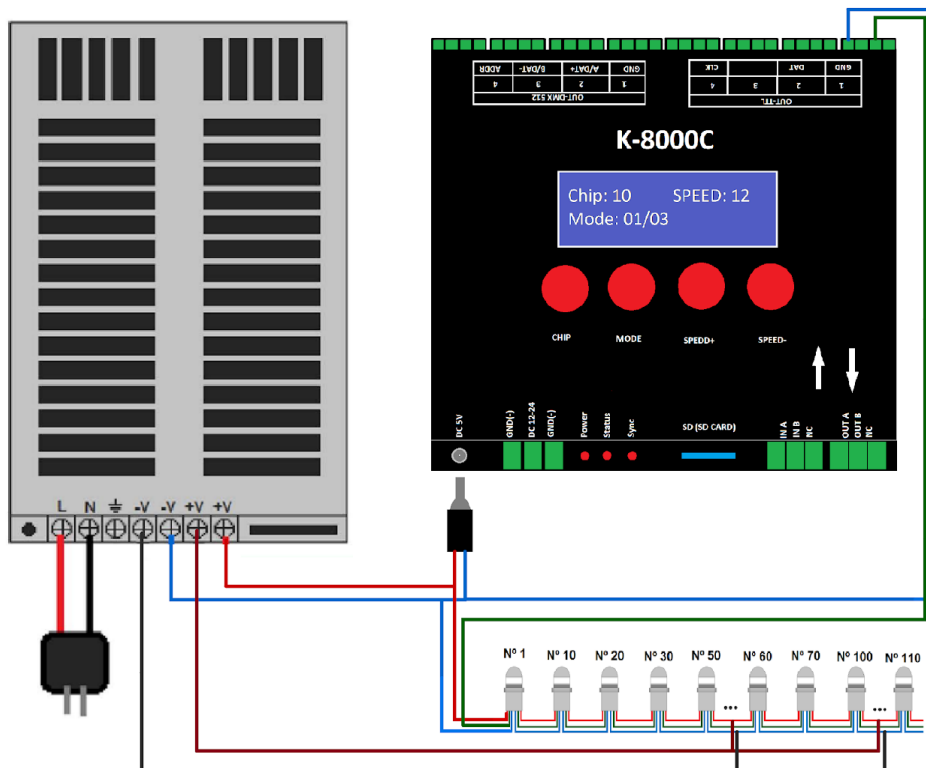 ADDR B/DAT- A/DAT+ GND
4 3 2 1
OUT-DMX 512
CLK DAT GND
4 3 2 1
OUT-TTL
K-8000C
Chip: 10 SPEED: 12
Mode: 01/03
CHIP MODE SPEDD+ SPEED-
DC 5V
GND(-)
DC 12-24
GND(-)
Power
Status
Sync
SD (SD CARD)
IN A
IN B
NC
OUT A
OUT B
NC
L N -V -V +V +V
Nº 1 Nº 10 Nº 20 Nº 30 Nº 50 Nº 60 Nº 70 Nº 100 Nº 110
... ...